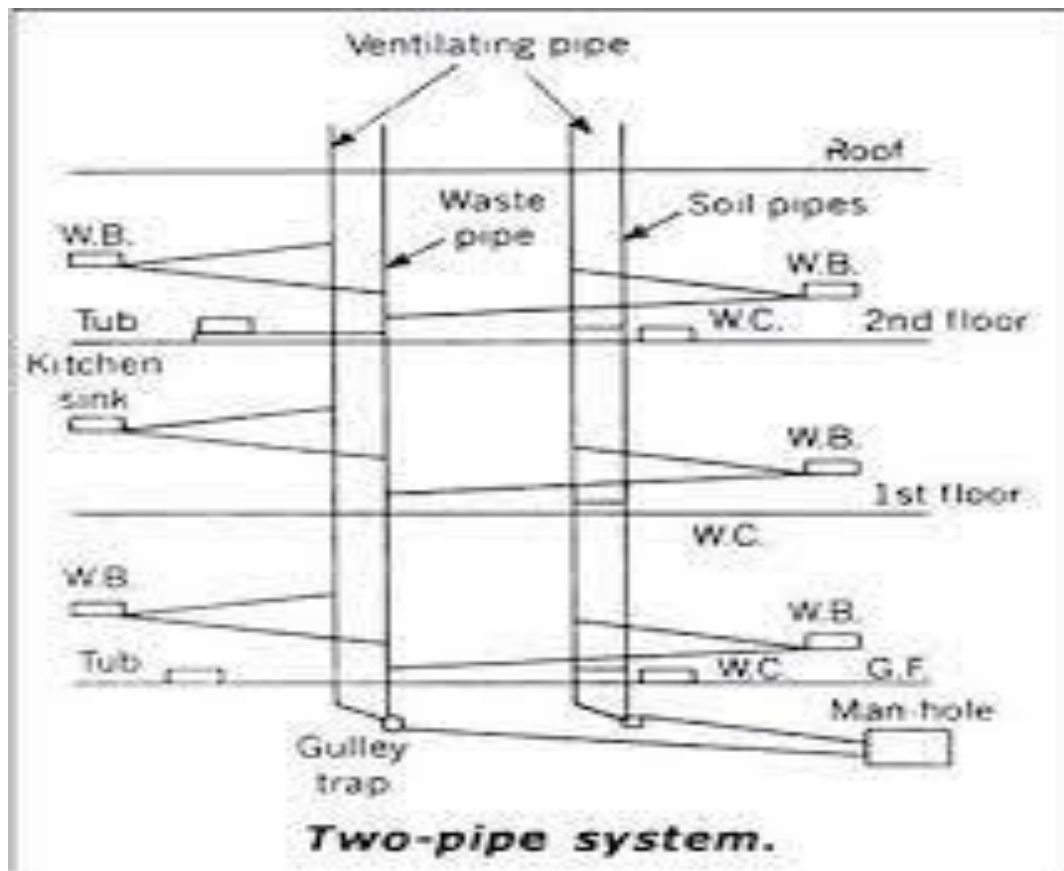 Ventilating pipe
Roof
Waste
pipe
Soil pipes
W.B.
W.B.
Tub
W.C.
2nd floor
Kitchen
sink
W.B.
1st floor
W.C.
W.B.
W.B.
Tub
W.C.
G.F.
Man-hole
Gulley
trap
Two-pipe system.